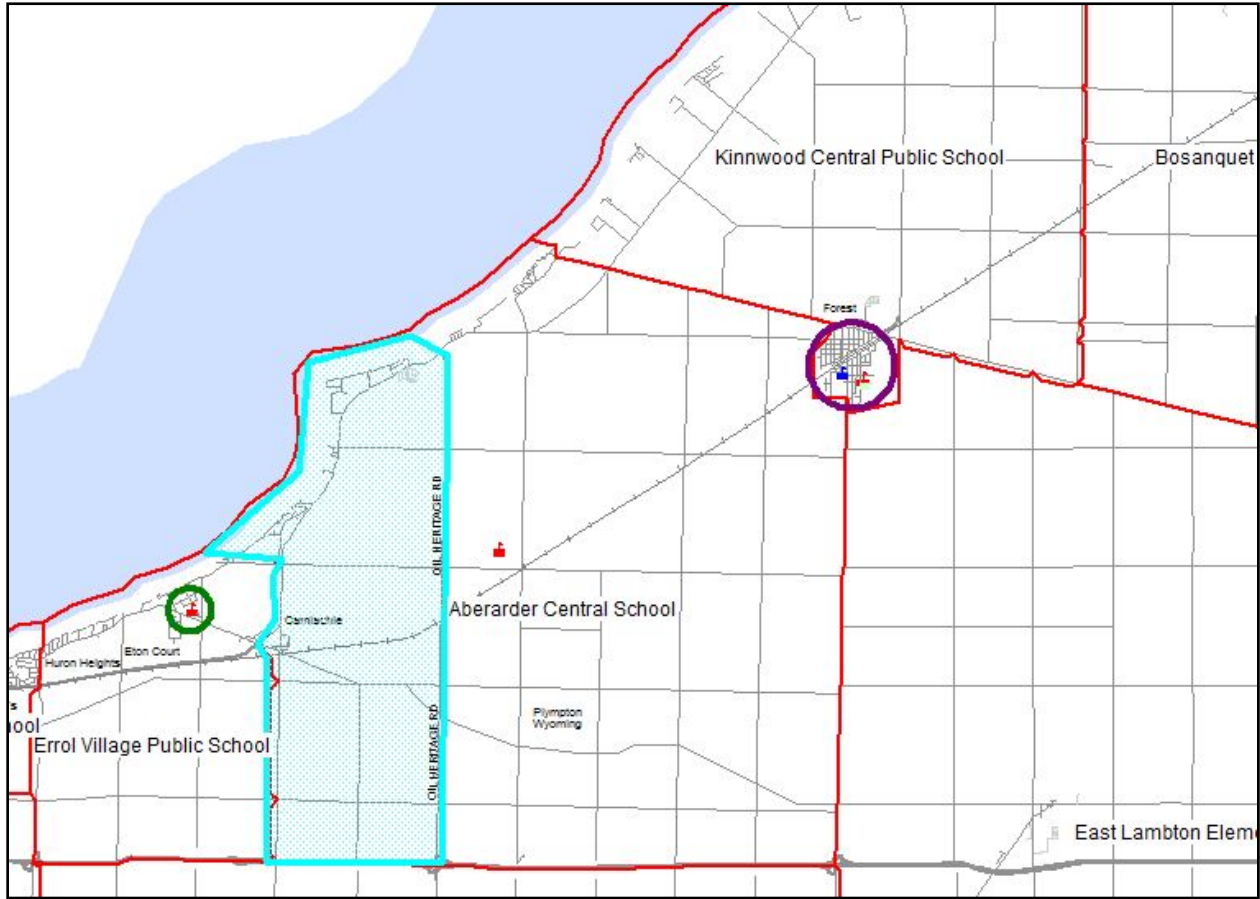 Kinnwood Central Public School
Bosanquet
Forest
OIL HERITAGE RD
Aberarder Central School
Camlachie
Eton Court
Huron Heights
's
hool
Errol Village Public School
Plympton
Wyoming
OIL HERITAGE RD
East Lambton Eleme